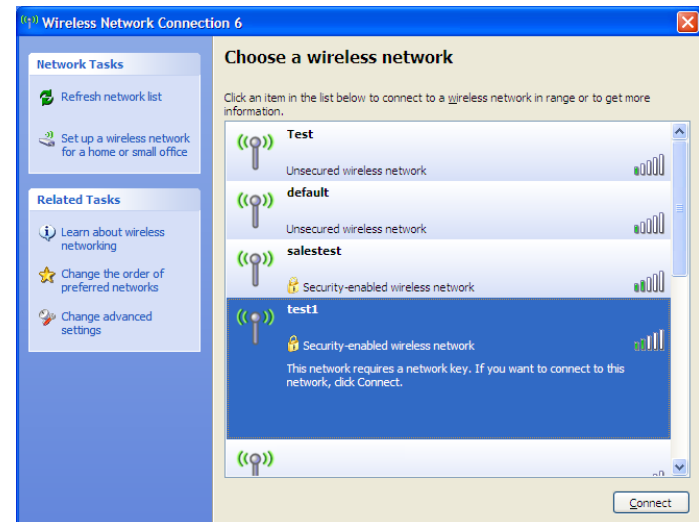 Wireless Network Connection 6
Network Tasks
Refresh network list
Set up a wireless network
for a home or small office
Related Tasks
Learn about wireless
networking
Change the order of
preferred networks
Change advanced
settings
Choose a wireless network
Click an item in the list below to connect to a wireless network in range or to get more
information.
Test
Unsecured wireless network
default
Unsecured wireless network
salestest
Security-enabled wireless network
test1
Security-enabled wireless network
This network requires a network key. If you want to connect to this
network, click Connect.
Connect